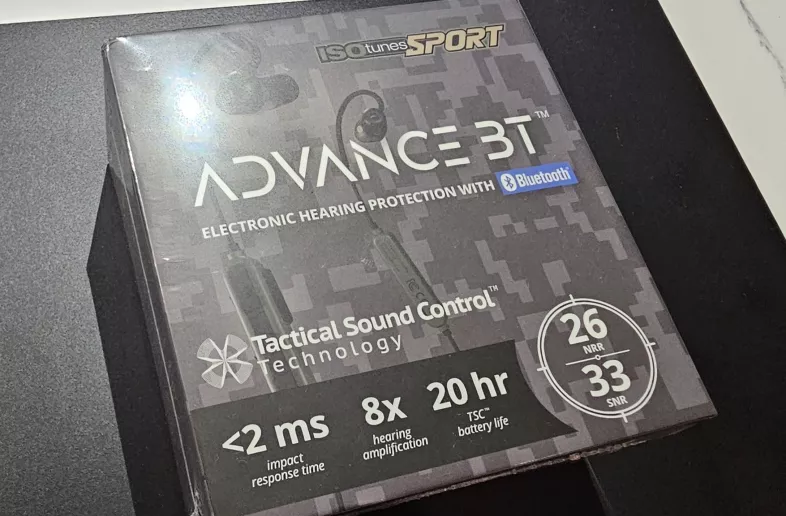 ISOtunes SPORT
ADVANCE BT™
ELECTRONIC HEARING PROTECTION WITH Bluetooth
Tactical Sound Control™
Technology
<2 ms
impact
response time
8x
hearing
amplification
20 hr
TSC™
battery life
26
NRR
33
SNR